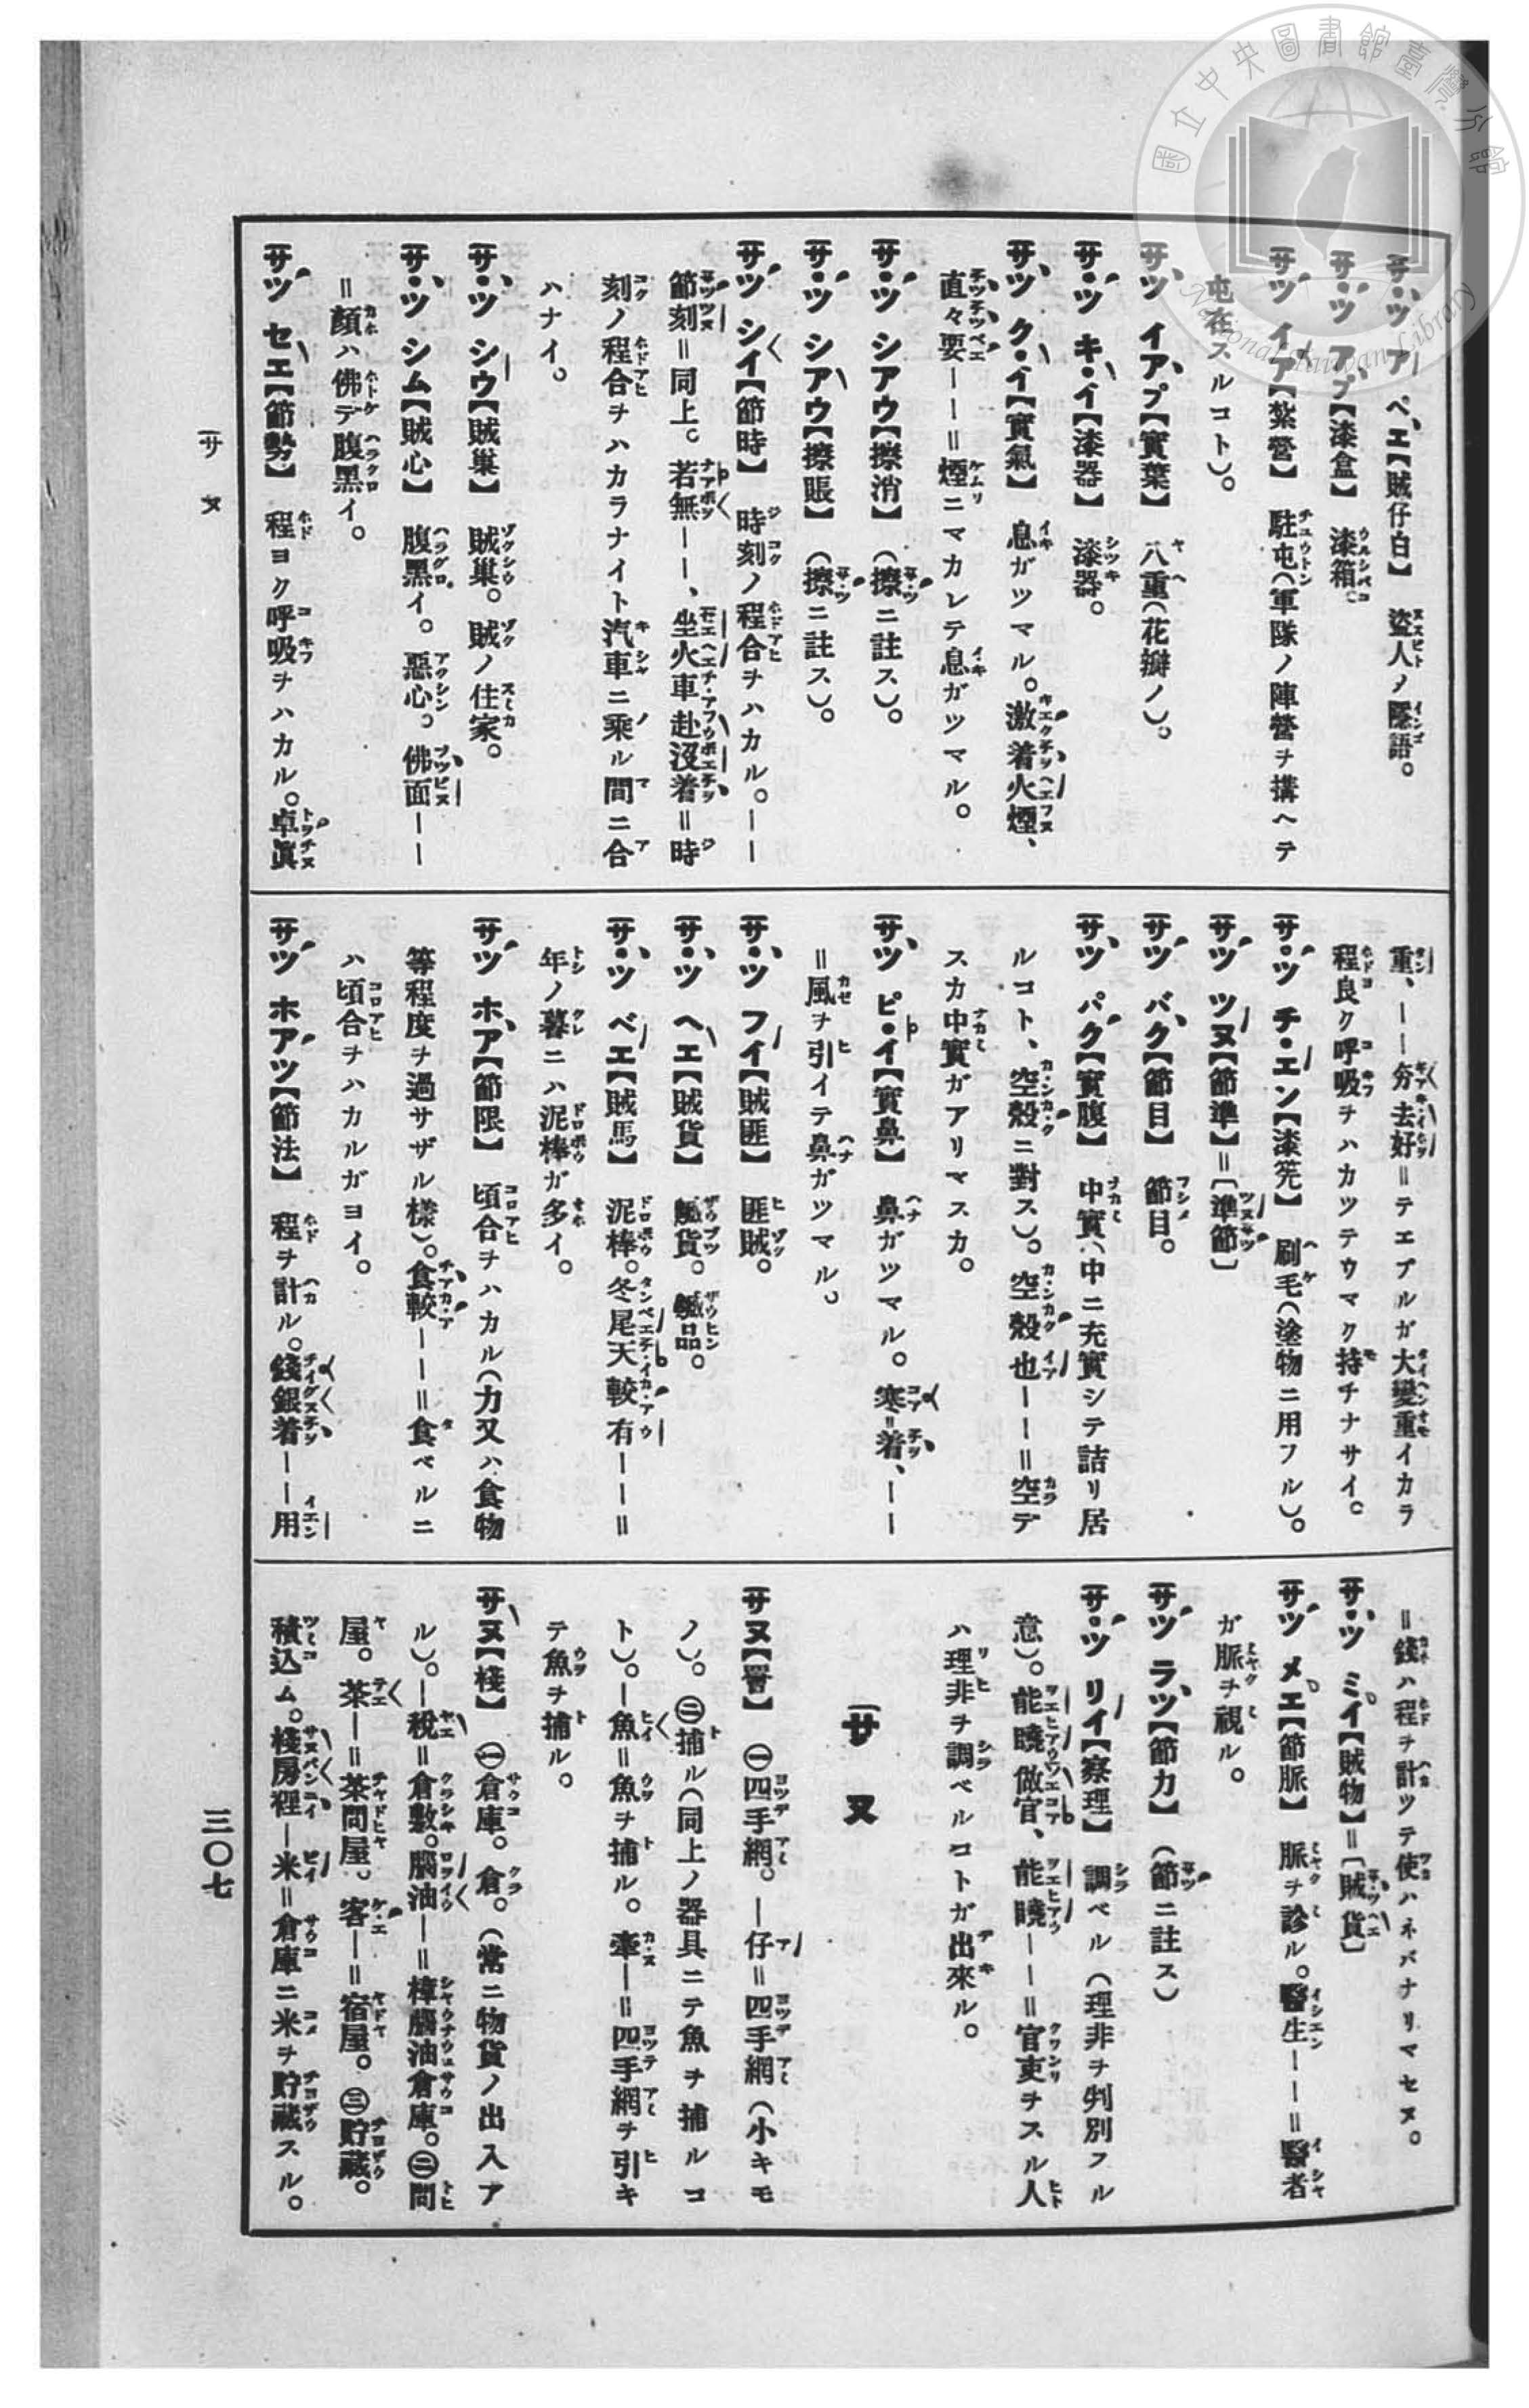 國立中央圖書館臺灣分館
National Taiwan Library
サ・ツ ア ペ、エ【賊仔白】 盜人ノ隱語。
サ・ツ アプ【漆盒】 漆箱。
サツ イア【紮營】 駐屯(軍隊ノ陣營ヲ搆ヘテ
屯在スルコト)。
サツ イアプ【實葉】 八重(花瓣ノ)。
サ・ツ キ・イ【漆器】 漆器。
サツ ク・イ【實氣】 息ガツマル。激着火煙、
直々要——=煙ニマカレテ息ガツマル。
サ・ツ シアウ【擦消】 (擦ニ註ス)。
サ・ツ シアウ【擦賬】 (擦ニ註ス)。
サツ シイ【節時】 時刻ノ程合ヲハカル。——
節刻=同上。若無——、坐火車赴沒着=時
刻ノ程合ヲハカラナイト汽車ニ乘ル間ニ合
ハナイ。
サ・ツ シウ【賊巢】 賊巢。賊ノ住家。
サ・ツ シム【賊心】 腹黑イ。惡心。佛面——
=顏ハ佛デ腹黑イ。
サツ セエ【節勢】 程ヨク呼吸ヲハカル。卓眞
重、——夯去好=テエブルガ大變重イカラ
程良ク呼吸ヲハカツテウマク持チナサイ。
サ・ツ チ・エン【漆筅】 刷毛(塗物ニ用フル)。
サツ ツヌ【節準】=〔準節〕
サツ バク【節目】 節目。
サツ パク【實腹】 中實(中ニ充實シテ詰リ居
ルコト、空殼ニ對ス)。空殼也——=空デ
スカ中實ガアリマスカ。
サツ ピ・イ【實鼻】 鼻ガツマル。寒=着、——
=風ヲ引イテ鼻ガツマル。
サ・ツ フイ【賊匪】 匪賊。
サ・ツ ヘエ【賊貨】 贓貨。贓品。
サ・ツ ベエ【賊馬】 泥棒。冬尾天較有——=
年ノ暮ニハ泥棒ガ多イ。
サツ ホア【節限】 頃合ヲハカル(力又ハ食物
等程度ヲ過サザル樣)。食較——=食ベルニ
ハ頃合ヲハカルガヨイ。
サツ ホアツ【節法】 程ヲ計ル。錢銀着——用
=錢ハ程ヲ計ツテ使ハネバナリマセヌ。
サ・ツ ミイ【賊物】=〔賊貨〕
サツ メエ【節脈】 脈ヲ診ル。醫生——=醫者
ガ脈ヲ視ル。
サツ ラツ【節力】 (節ニ註ス)
サ・ツ リイ【察理】 調ベル(理非ヲ判別フル
意)。能曉做官、能曉——=官吏ヲスル人
ハ理非ヲ調ベルコトガ出來ル。
サ ヌ
サヌ【罾】 ㊀四手網。—仔=四手網(小キモ
ノ)。㊁捕ル(同上ノ器具ニテ魚ヲ捕ルコ
ト)。—魚=魚ヲ捕ル。牽—=四手網ヲ引キ
テ魚ヲ捕ル。
サヌ【棧】 ㊀倉庫。倉。(常ニ物貨ノ出入ア
ル)。—稅=倉敷。腦油—=樟腦油倉庫。㊁問
屋。茶—=茶問屋。客—=宿屋。㊂貯藏。
積込ム。棧房裡—米=倉庫ニ米ヲ貯藏スル。
サ ヌ
三〇七